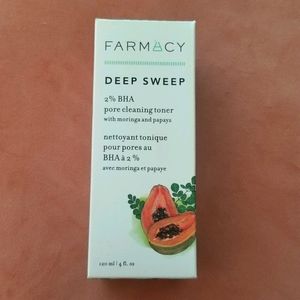 FARMACY
DEEP SWEEP
2% BHA
pore cleaning toner
with moringa and papaya
nettoyant tonique
pour pores au
BHA à 2 %
avec moringa et papaye
120 ml / 4 fl. oz